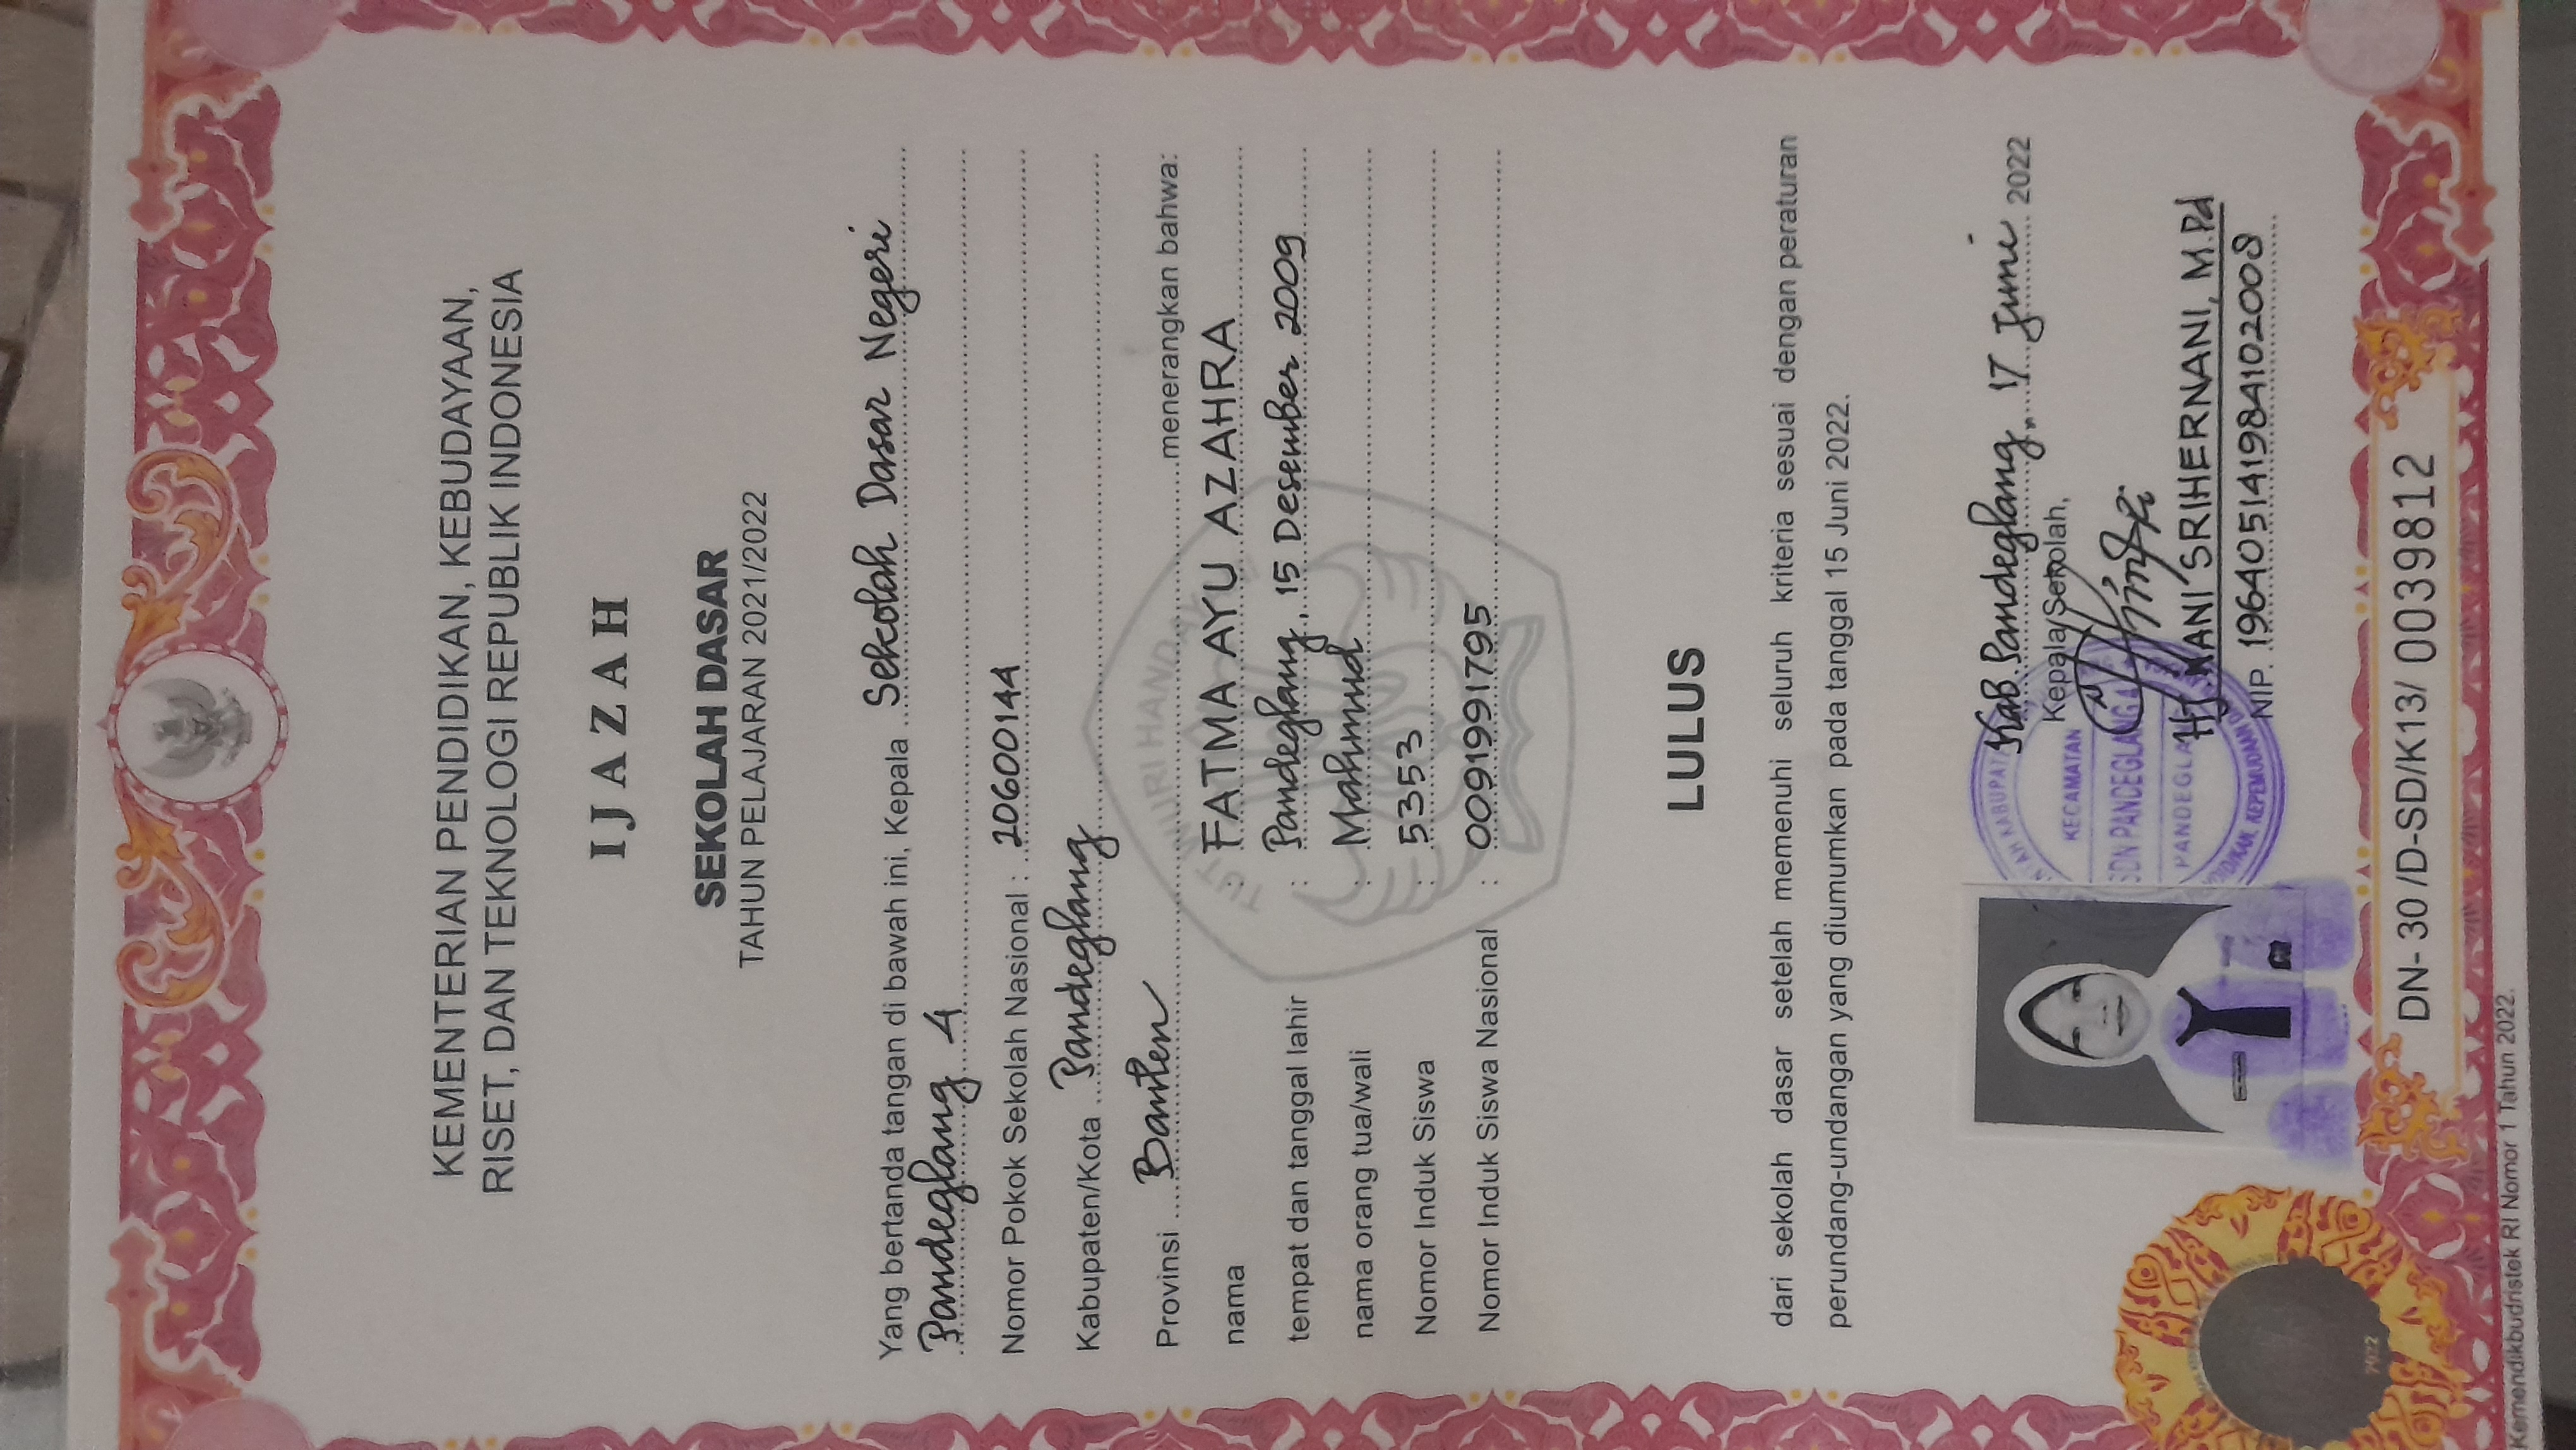 KEMENTERIAN PENDIDIKAN, KEBUDAYAAN,
RISET, DAN TEKNOLOGI REPUBLIK INDONESIA
IJAZAH
SEKOLAH DASAR
TAHUN PELAJARAN 2021/2022
Yang bertanda tangan di bawah ini, Kepala Sekolah Dasar Negeri
Pandeglang 4
Nomor Pokok Sekolah Nasional : 20600144
Kabupaten/Kota Pandeglang
Provinsi Banten menerangkan bahwa:
TUT WURI HANDAYANI
nama : FATMA AYU AZAHRA
tempat dan tanggal lahir : Pandeglang, 15 Desember 2009
nama orang tua/wali : Mahmud
Nomor Induk Siswa : 5353
Nomor Induk Siswa Nasional : 0091991795
LULUS
dari sekolah dasar setelah memenuhi seluruh kriteria sesuai dengan peraturan
perundang-undangan yang diumumkan pada tanggal 15 Juni 2022.
Kab. Pandeglang, 17 Juni 2022
Kepala Sekolah,
KECAMATAN
SDN PANDEGLANG 4
HJ. NANI SRIHERNANI, M.Pd
NIP. 196405141984102008
2022
DN- 30 /D-SD/K13/ 0039812
Kemendikbudristek RI Nomor 1 Tahun 2022.